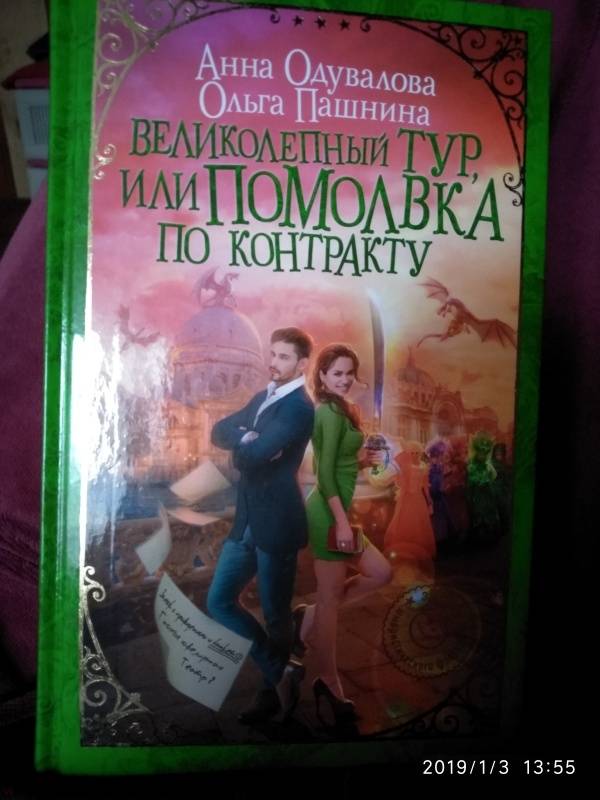 Анна Одувалова
Ольга Пашнина
ВЕЛИКОЛЕПНЫЙ ТУР,
ИЛИ ПОМОЛВКА
ПО КОНТРАКТУ
2019/1/3 13:55